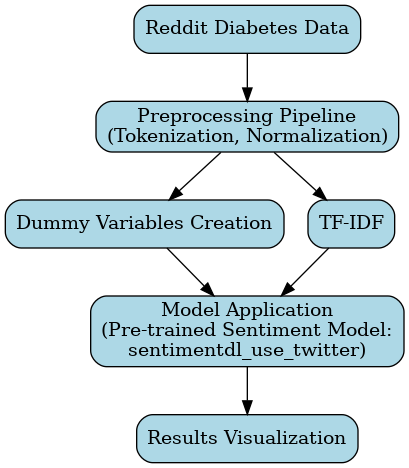 Reddit Diabetes Data
Preprocessing Pipeline
(Tokenization, Normalization)
Dummy Variables Creation
TF-IDF
Model Application
(Pre-trained Sentiment Model:
sentimentdl_use_twitter)
Results Visualization